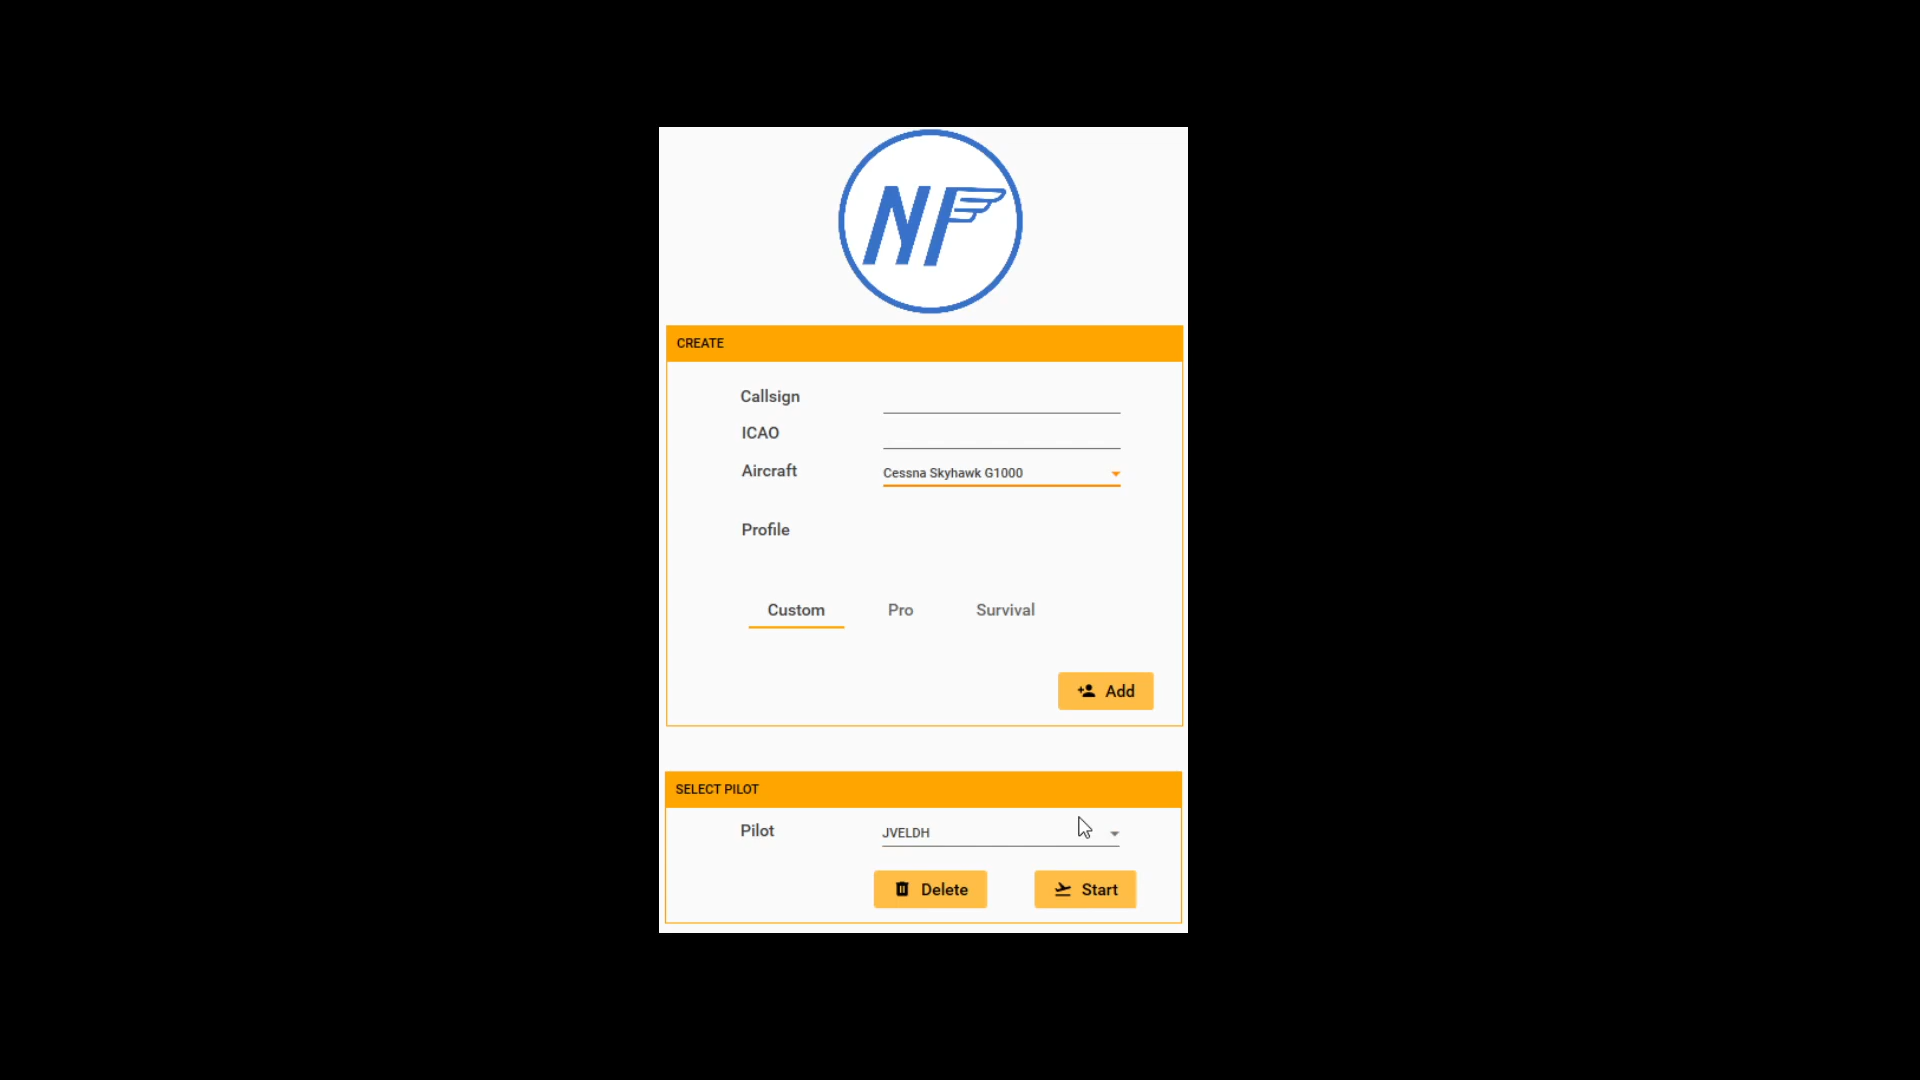 NF
CREATE
Callsign
ICAO
Aircraft Cessna Skyhawk G1000
Profile
Custom Pro Survival
Add
SELECT PILOT
Pilot JVELDH
Delete Start